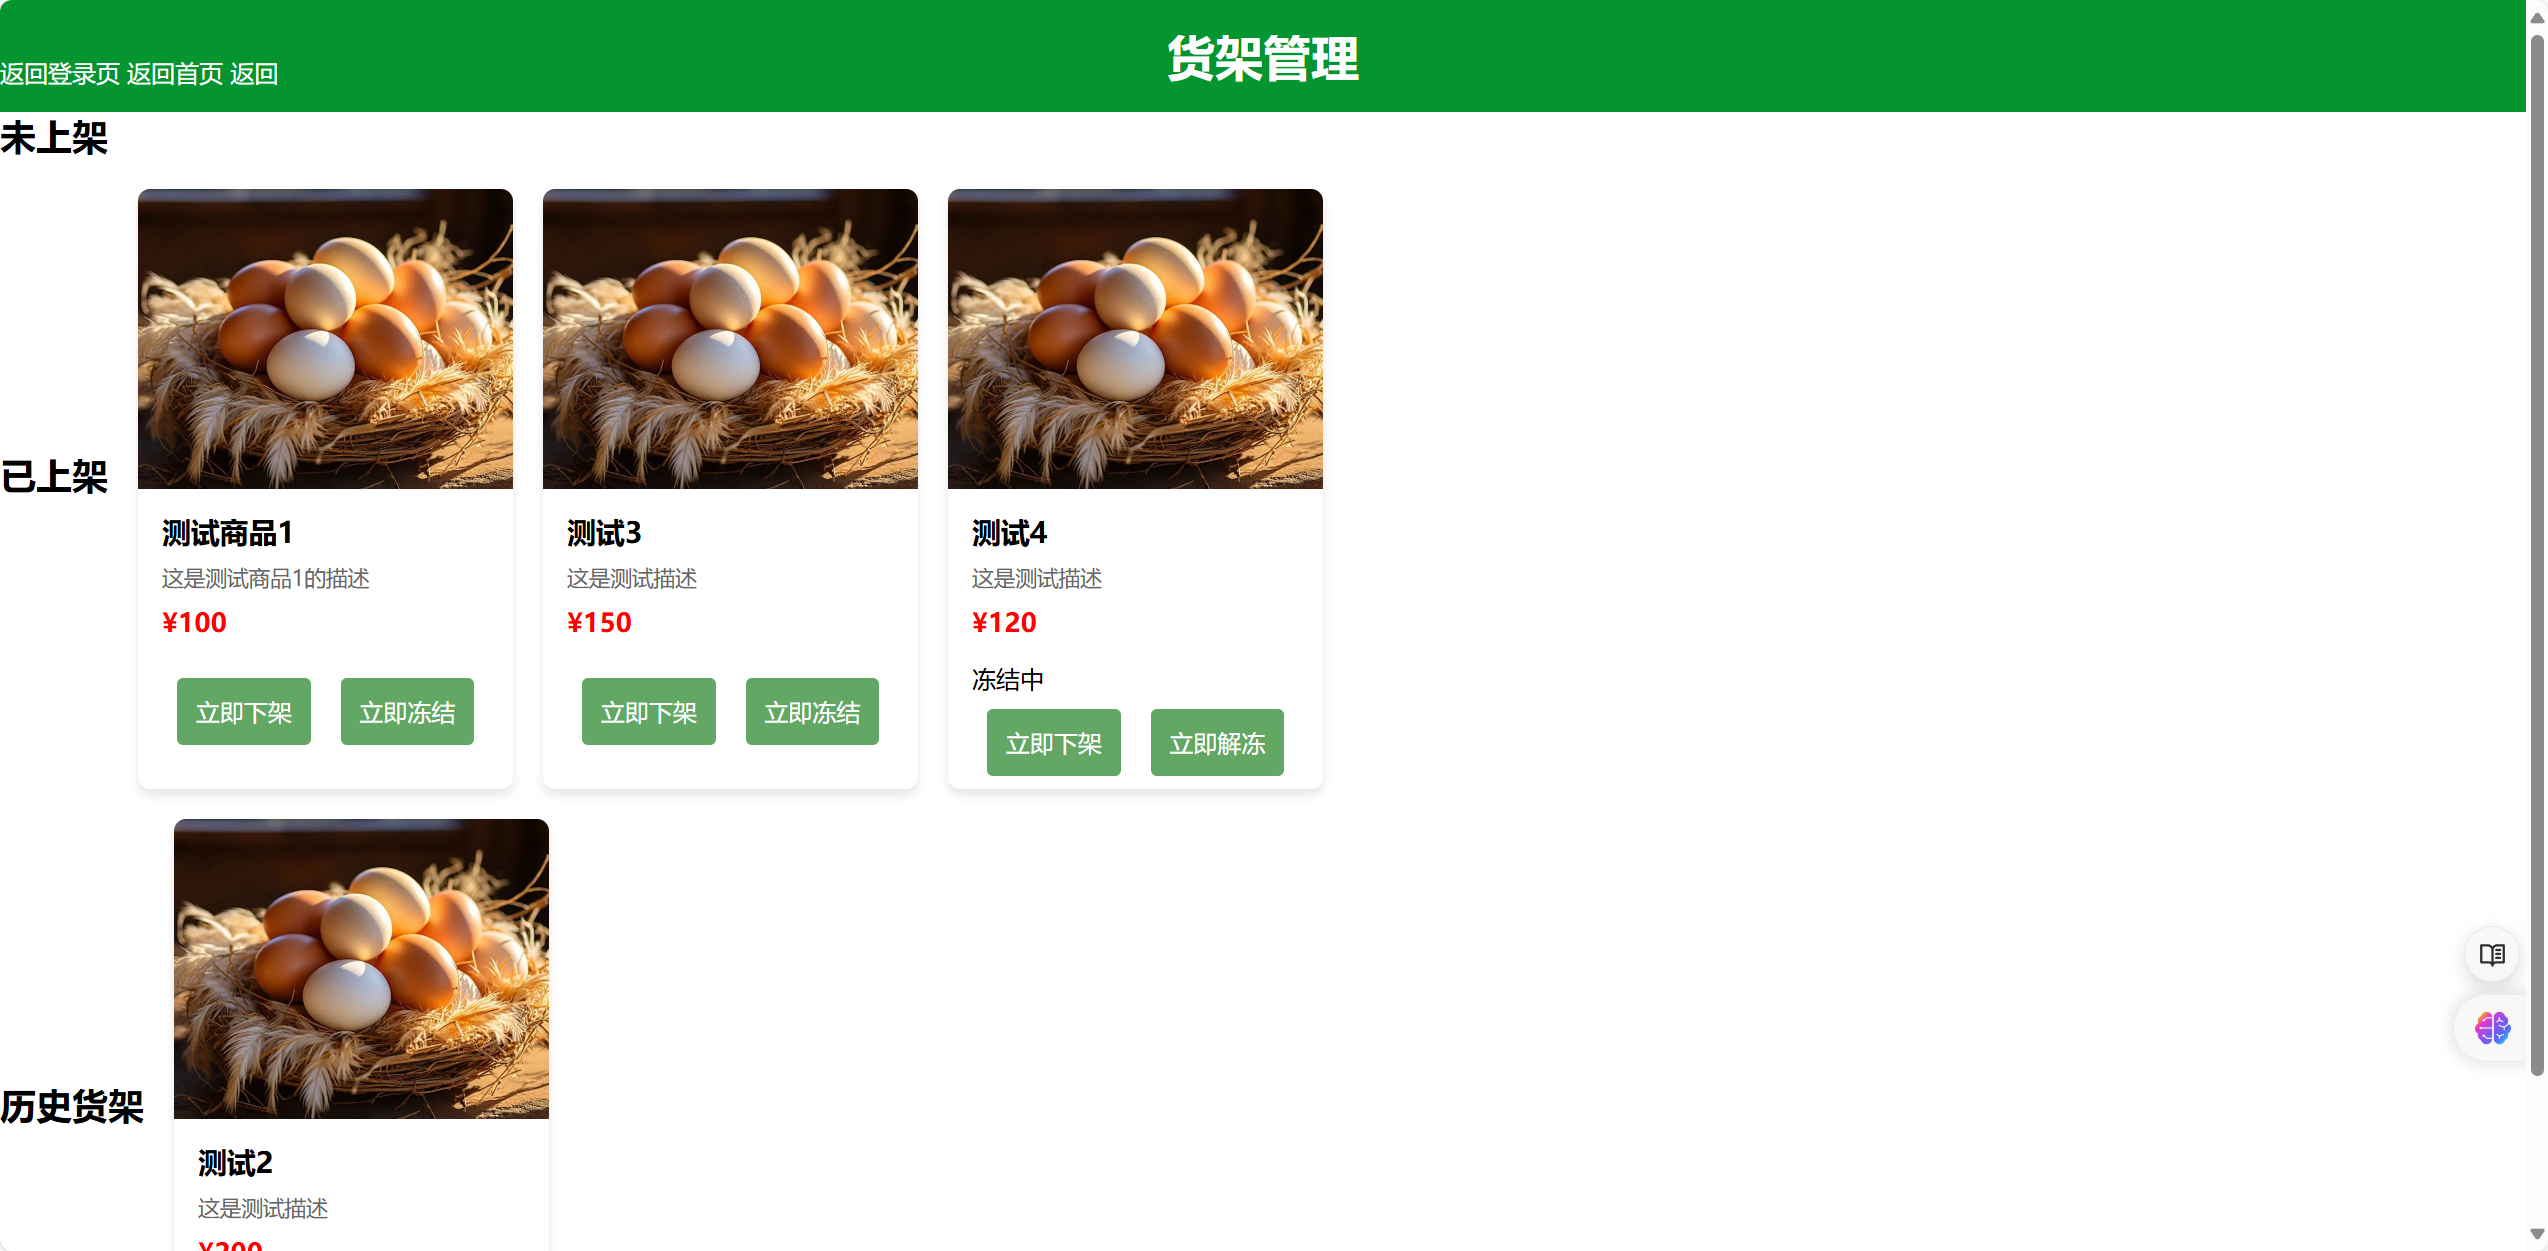 货架管理
返回登录页 返回首页 返回
未上架
已上架
测试商品1
这是测试商品1的描述
¥100
立即下架 立即冻结
测试3
这是测试描述
¥150
立即下架 立即冻结
测试4
这是测试描述
¥120
冻结中
立即下架 立即解冻
历史货架
测试2
这是测试描述
¥200